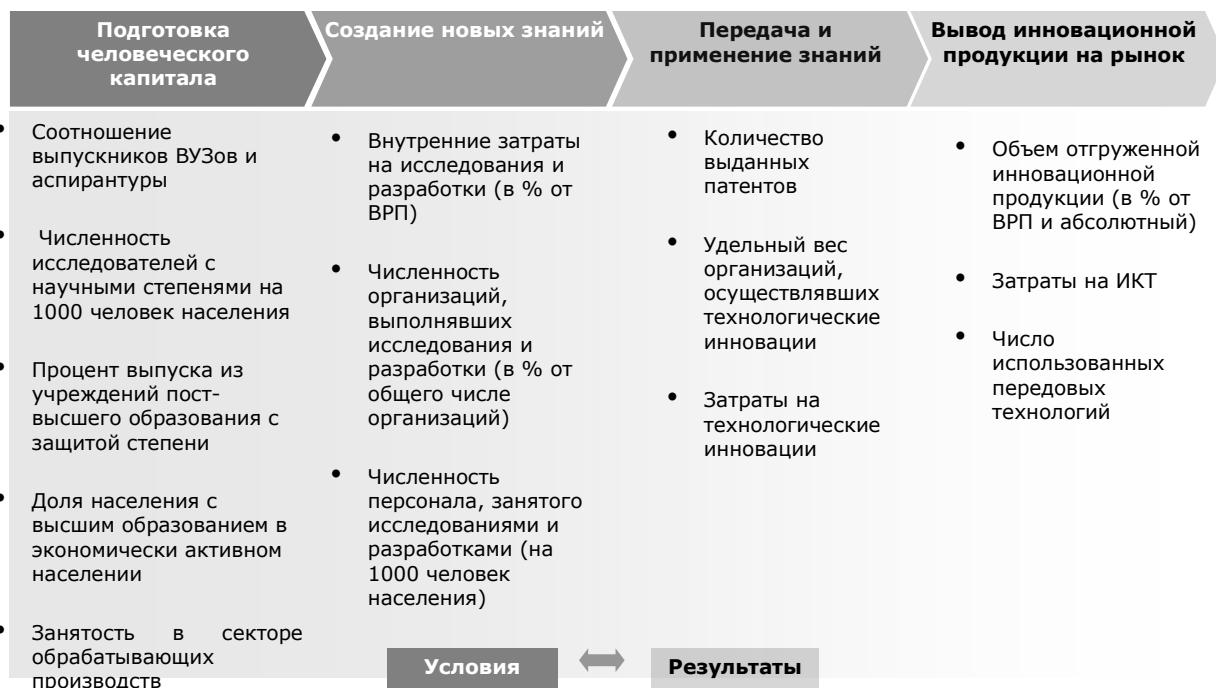 Подготовка
человеческого
капитала
Создание новых знаний
Передача и
применение знаний
Вывод инновационной
продукции на рынок
• Соотношение
выпускников ВУЗов и
аспирантуры
• Численность
исследователей с
научными степенями на
1000 человек населения
• Процент выпуска из
учреждений пост-
высшего образования с
защитой степени
• Доля населения с
высшим образованием в
экономически активном
населении
• Занятость в секторе
обрабатывающих
производств
• Внутренние затраты
на исследования и
разработки (в % от
ВРП)
• Численность
организаций,
выполнявших
исследования и
разработки (в % от
общего числе
организаций)
• Численность
персонала, занятого
исследованиями и
разработками (на
1000 человек
населения)
• Количество
выданных
патентов
• Удельный вес
организаций,
осуществлявших
технологические
инновации
• Затраты на
технологические
инновации
• Объем отгруженной
инновационной
продукции (в % от
ВРП и абсолютный)
• Затраты на ИКТ
• Число
использованных
передовых
технологий
Условия
Результаты